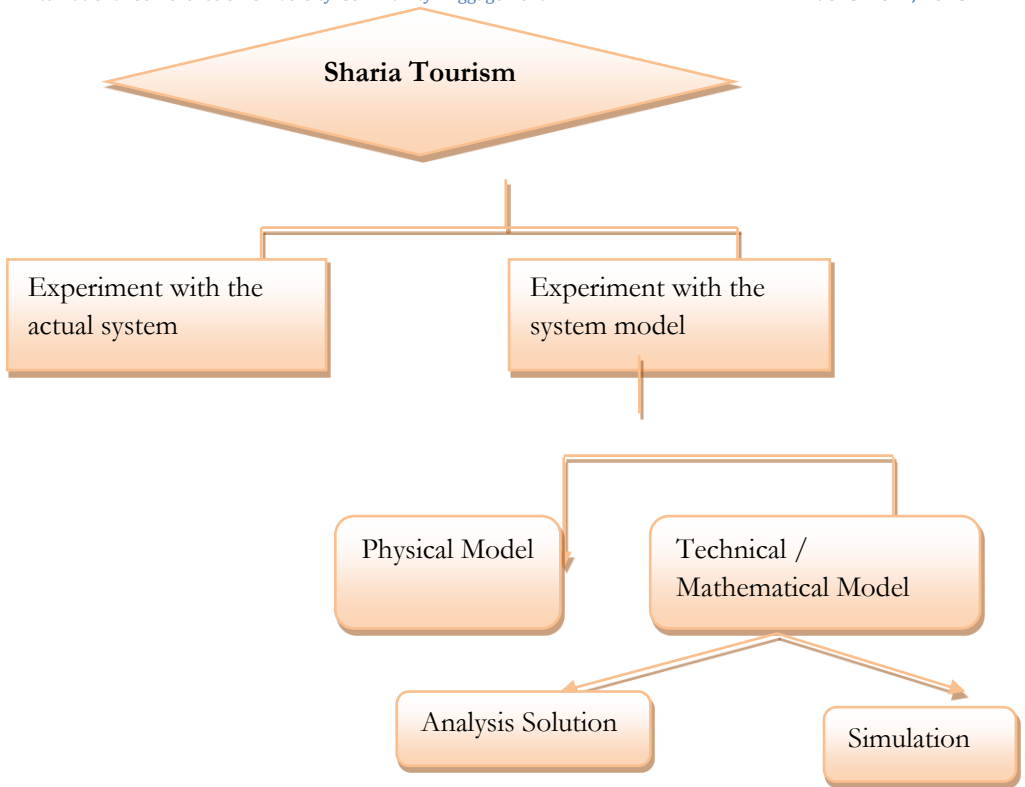 Sharia Tourism
Experiment with the
actual system
Experiment with the
system model
Physical Model
Technical /
Mathematical Model
Analysis Solution
Simulation